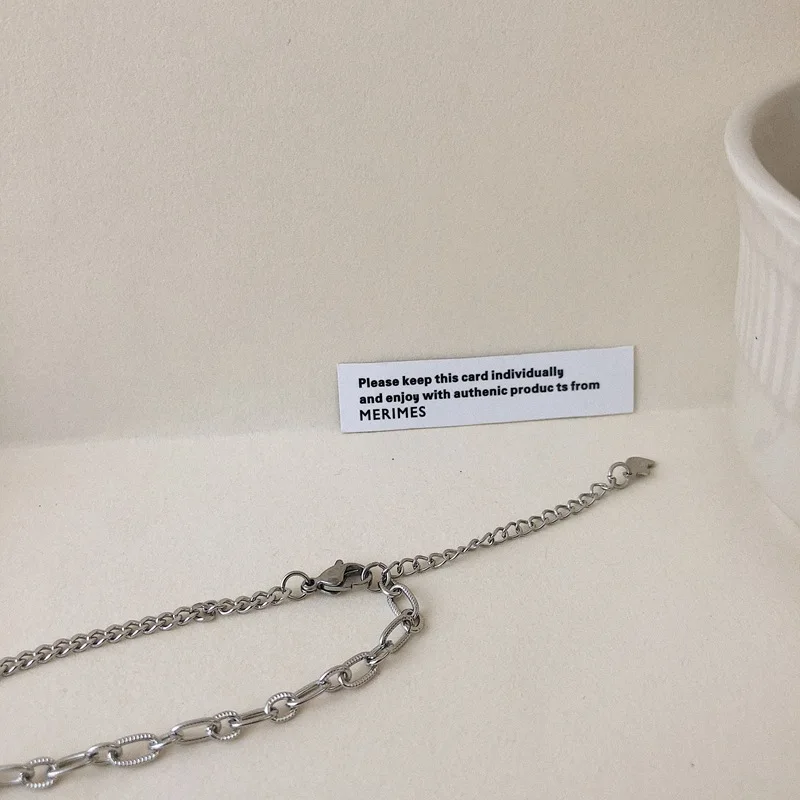 Please keep this card individually
and enjoy with authenic produc ts from
MERIMES